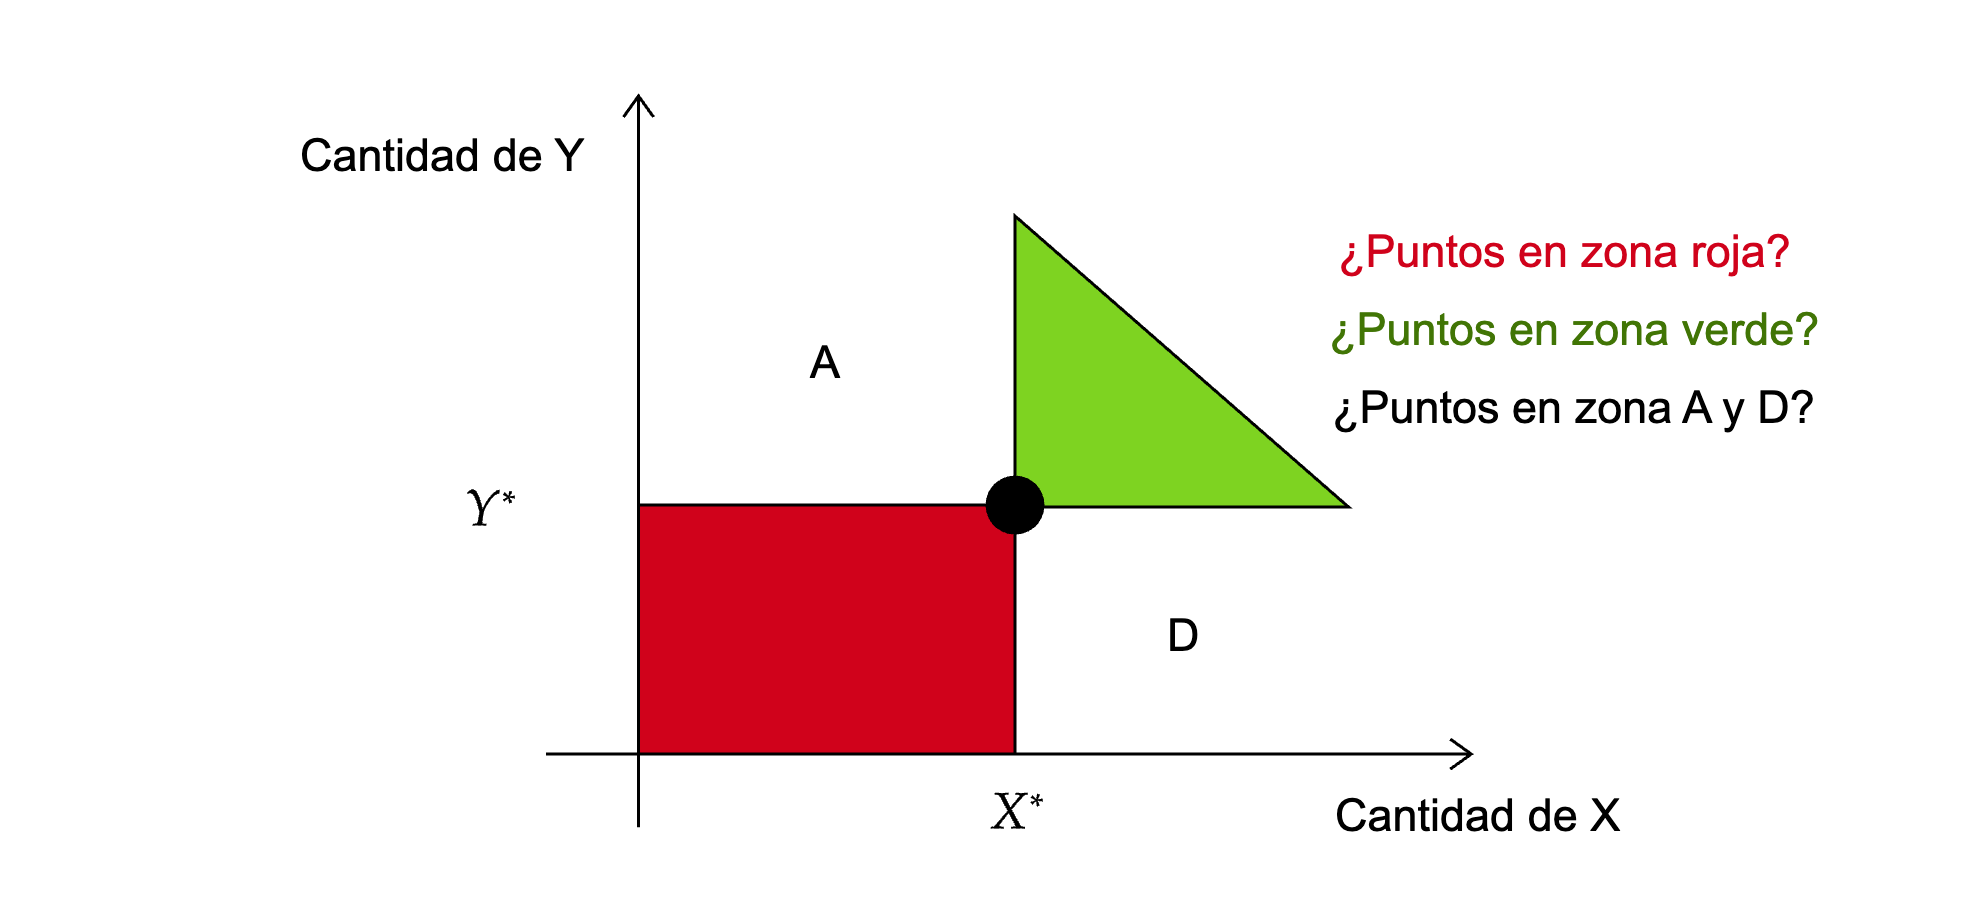 Cantidad de Y
¿Puntos en zona roja?
¿Puntos en zona verde?
A
¿Puntos en zona A y D?
Y*
D
X*
Cantidad de X